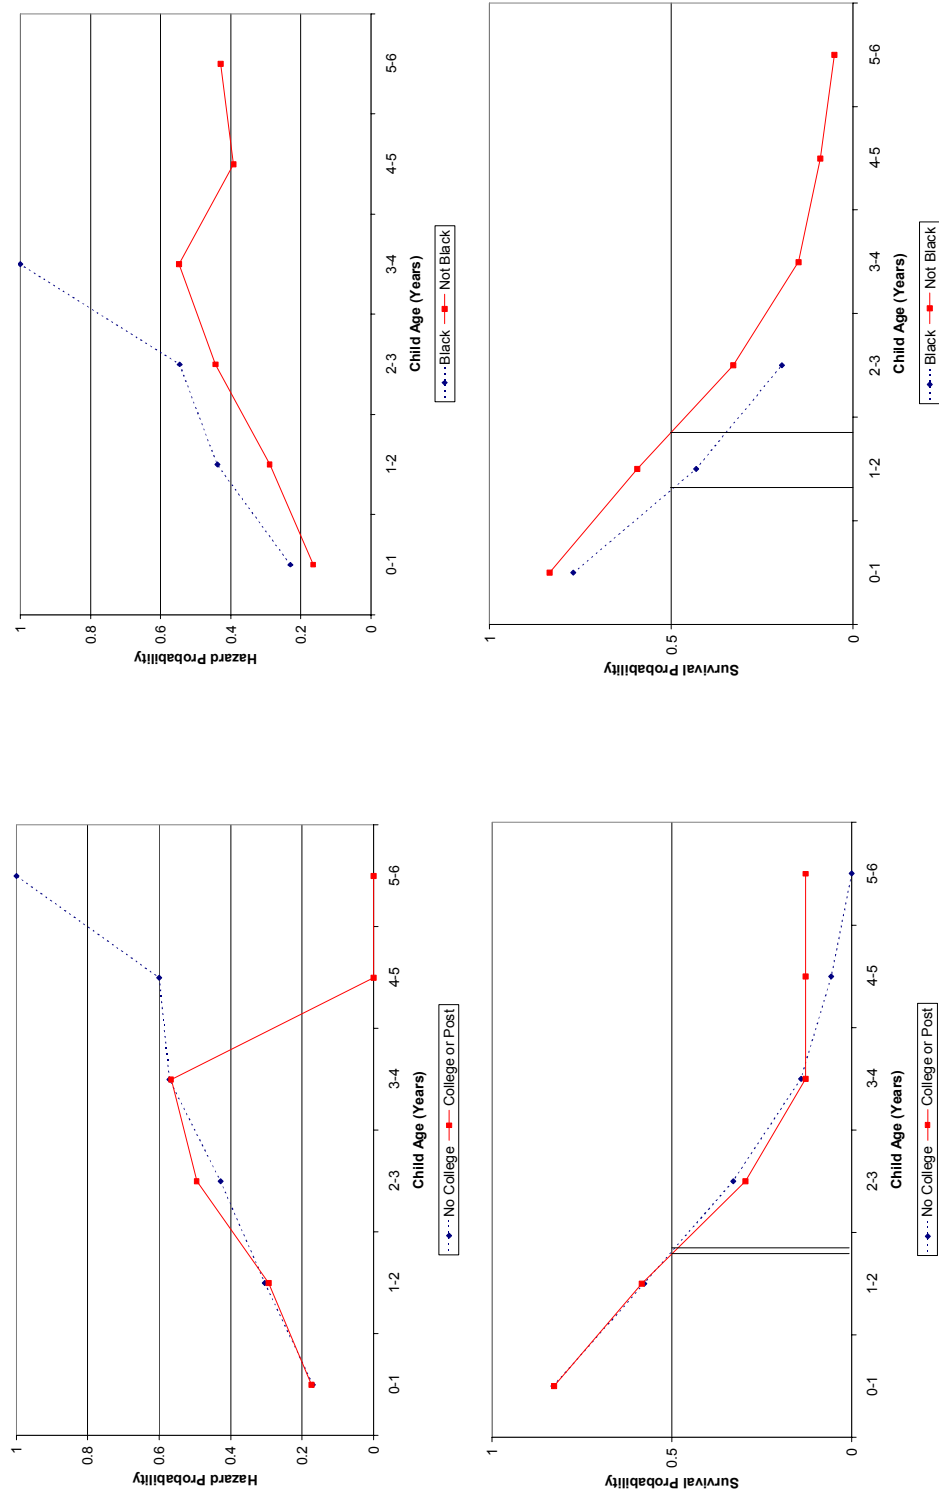 1
0.8
0.6
0.4
0.2
0
Hazard Probability
0-1
1-2
2-3
3-4
4-5
5-6
Child Age (Years)
No College
College or Post
1
0.8
0.6
0.4
0.2
0
Hazard Probability
0-1
1-2
2-3
3-4
4-5
5-6
Child Age (Years)
Black
Not Black
1
0.5
0
Survival Probability
0-1
1-2
2-3
3-4
4-5
5-6
Child Age (Years)
No College
College or Post
1
0.5
0
Survival Probability
0-1
1-2
2-3
3-4
4-5
5-6
Child Age (Years)
Black
Not Black